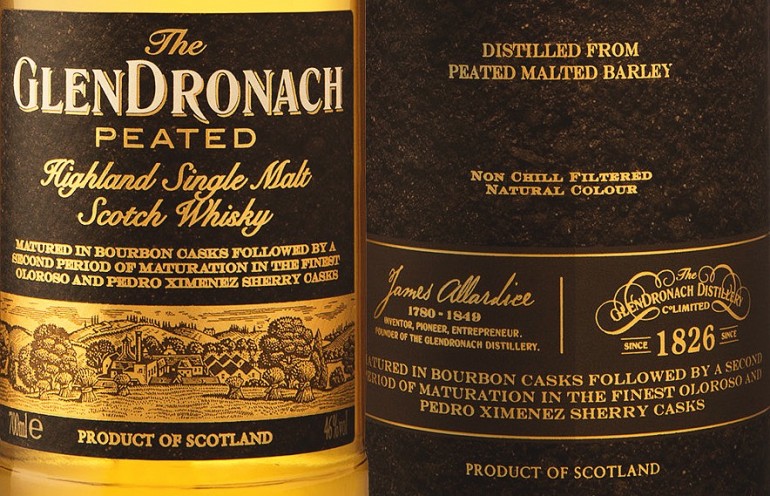 The
GLENDRONACH
PEATED
Highland Single Malt
Scotch Whisky
MATURED IN BOURBON CASKS FOLLOWED BY A
SECOND PERIOD OF MATURATION IN THE FINEST
OLOROSO AND PEDRO XIMENEZ SHERRY CASKS
700ml e 46% vol
PRODUCT OF SCOTLAND
DISTILLED FROM
PEATED MALTED BARLEY
NON CHILL FILTERED
NATURAL COLOUR
James Allardice
1780 - 1849
INVENTOR, PIONEER, ENTREPRENEUR.
FOUNDER OF THE GLENDRONACH DISTILLERY.
The
GLENDRONACH DISTILLERY
Co LIMITED
SINCE 1826 SINCE
MATURED IN BOURBON CASKS FOLLOWED BY A SECOND
PERIOD OF MATURATION IN THE FINEST OLOROSO AND
PEDRO XIMENEZ SHERRY CASKS
PRODUCT OF SCOTLAND